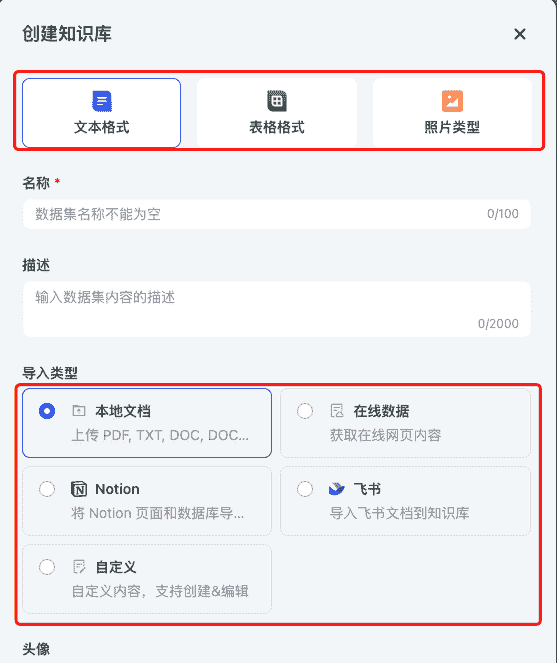 创建知识库
文本格式
表格格式
照片类型
名称 *
数据集名称不能为空
0/100
描述
输入数据集内容的描述
0/2000
导入类型
本地文档
上传 PDF, TXT, DOC, DOC...
在线数据
获取在线网页内容
Notion
将 Notion 页面和数据库导...
飞书
导入飞书文档到知识库
自定义
自定义内容，支持创建&编辑
头像